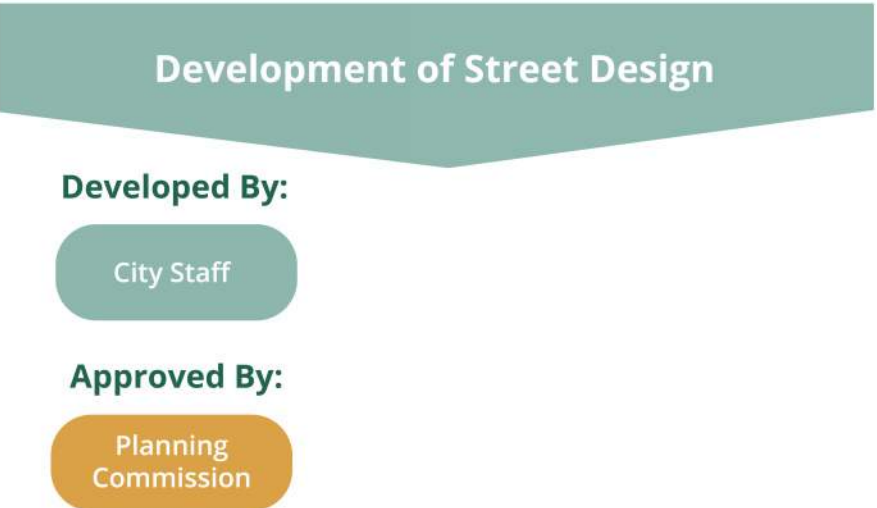 Development of Street Design
Developed By:
City Staff
Approved By:
Planning
Commission